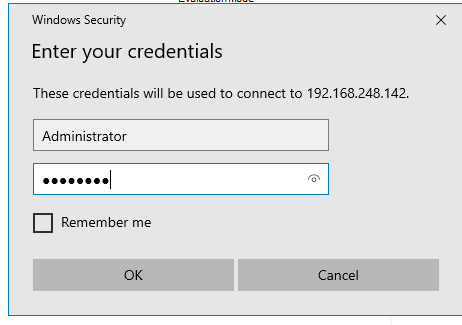 Windows Security
Enter your credentials
These credentials will be used to connect to 192.168.248.142.
Administrator
●●●●●●●●
Remember me
OK
Cancel